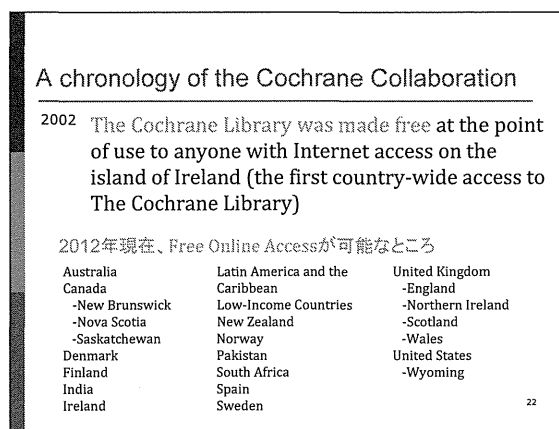 A chronology of the Cochrane Collaboration
2002 The Cochrane Library was made free at the point
of use to anyone with Internet access on the
island of Ireland (the first country-wide access to
The Cochrane Library)
2012年現在、Free Online Accessが可能なところ
Australia
Canada
-New Brunswick
-Nova Scotia
-Saskatchewan
Denmark
Finland
India
Ireland
Latin America and the
Caribbean
Low-Income Countries
New Zealand
Norway
Pakistan
South Africa
Spain
Sweden
United Kingdom
-England
-Northern Ireland
-Scotland
-Wales
United States
-Wyoming
22